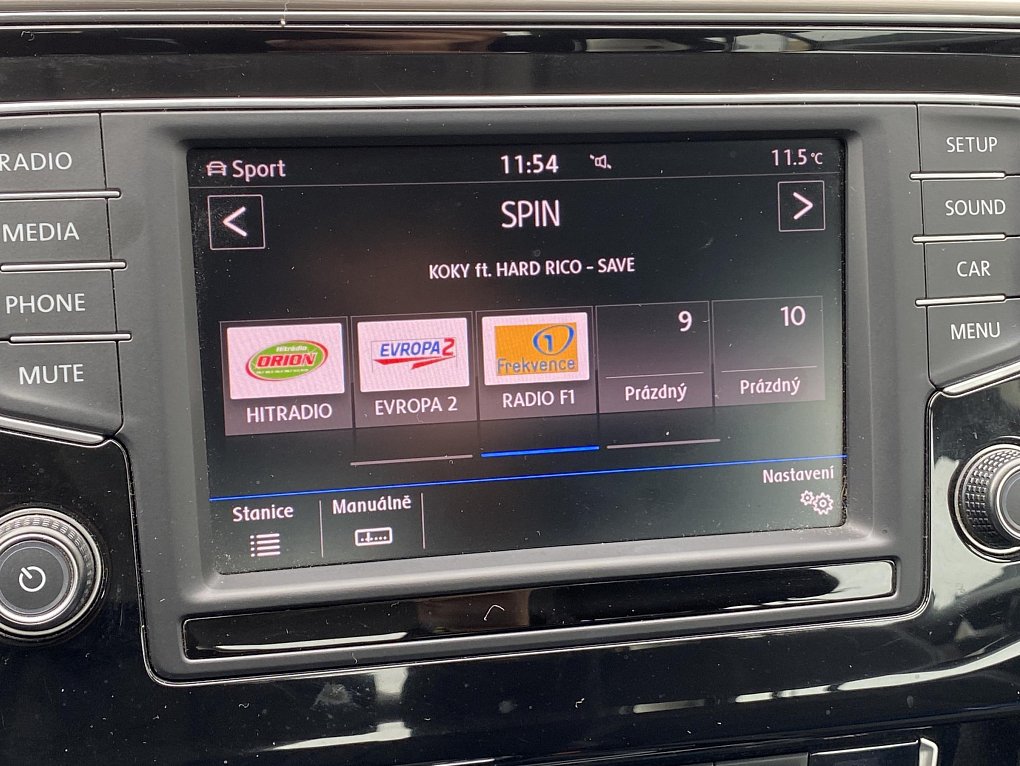 RADIO
MEDIA
PHONE
MUTE
Sport 11:54 11.5 °C
SPIN
KOKY ft. HARD RICO - SAVE
Hitrádio
ORION
EVROPA 2
1
Frekvence
9
10
HITRADIO
EVROPA 2
RADIO F1
Prázdný
Prázdný
Stanice
Manuálně
Nastavení
SETUP
SOUND
CAR
MENU